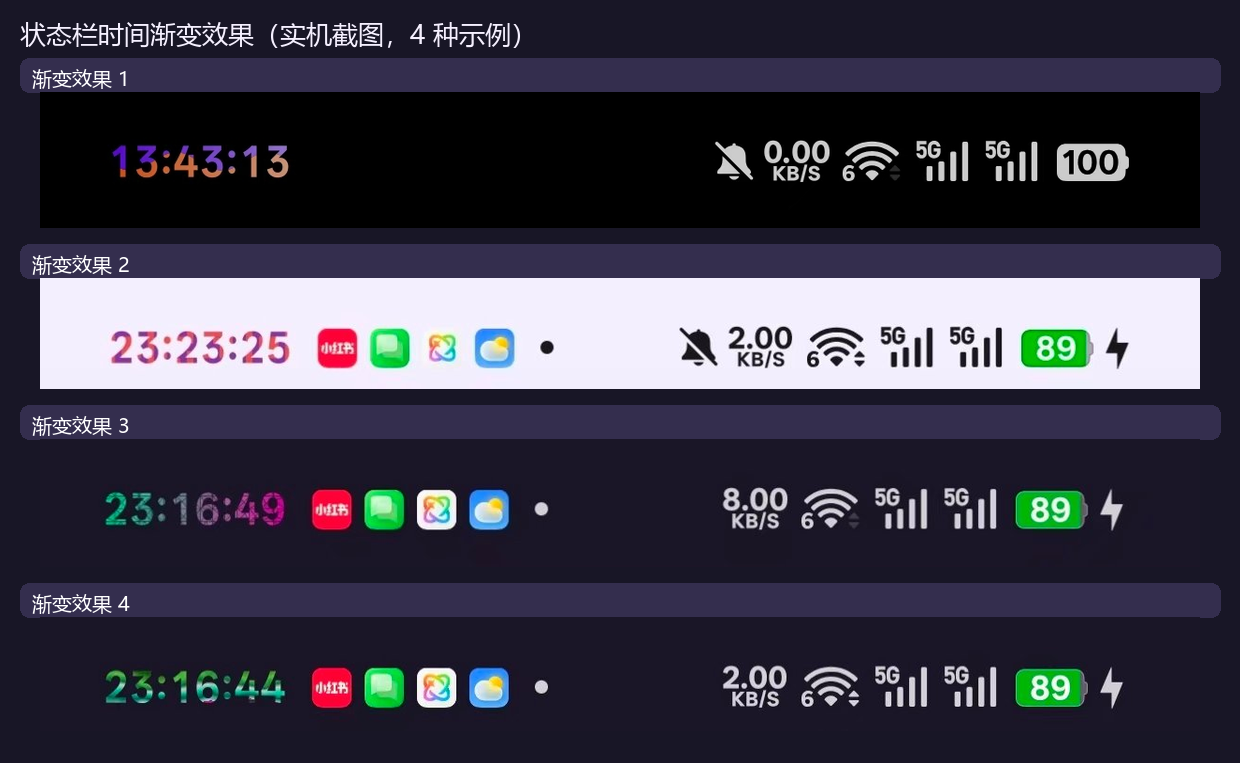 状态栏时间渐变效果（实机截图，4 种示例）
渐变效果 1
13:43:13 0.00 KB/S 6 5G 5G 100
渐变效果 2
23:23:25 小红书 2.00 KB/S 6 5G 5G 89
渐变效果 3
23:16:49 小红书 8.00 KB/S 6 5G 5G 89
渐变效果 4
23:16:44 小红书 2.00 KB/S 6 5G 5G 89